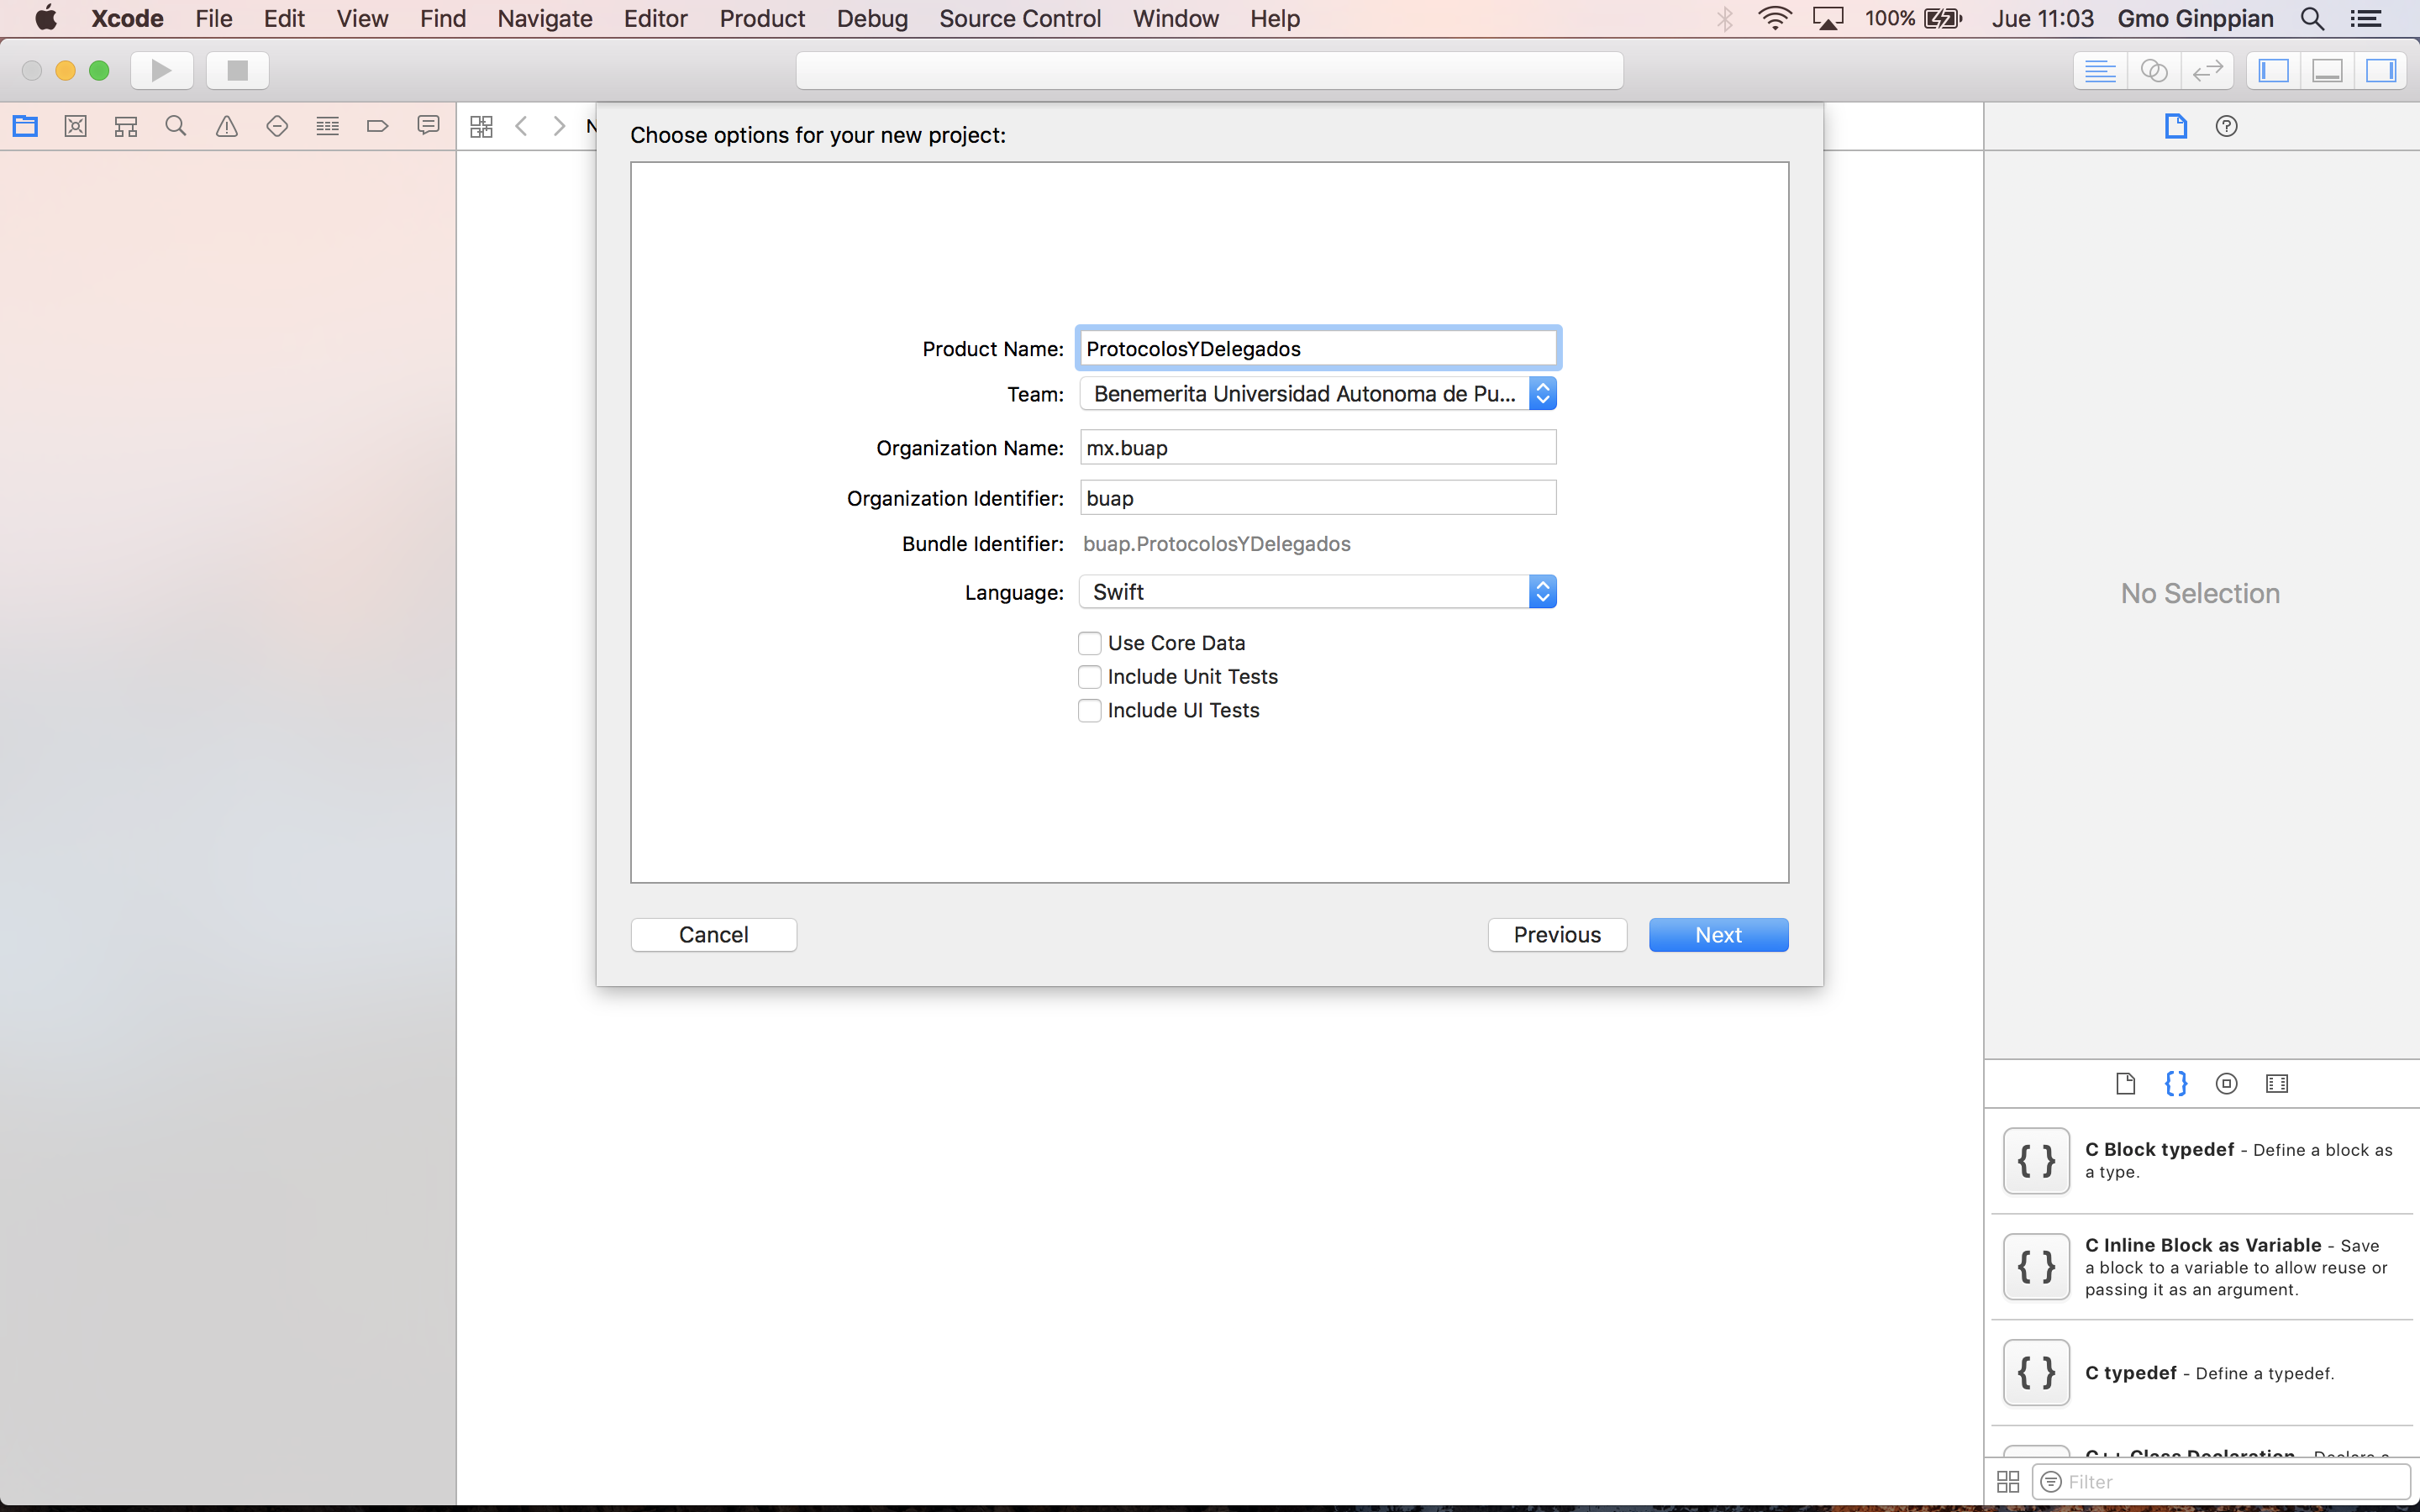 Xcode File Edit View Find Navigate Editor Product Debug Source Control Window Help 100% Jue 11:03 Gmo Ginppian
Choose options for your new project:
Product Name: ProtocolosYDelegados
Team: Benemerita Universidad Autonoma de Pu...
Organization Name: mx.buap
Organization Identifier: buap
Bundle Identifier: buap.ProtocolosYDelegados
Language: Swift
Use Core Data
Include Unit Tests
Include UI Tests
Cancel Previous Next
No Selection
{ }
C Block typedef - Define a block as
a type.
{ }
C Inline Block as Variable - Save
a block to a variable to allow reuse or
passing it as an argument.
{ }
C typedef - Define a typedef.
C++ Class Declaration - Declare a
Filter